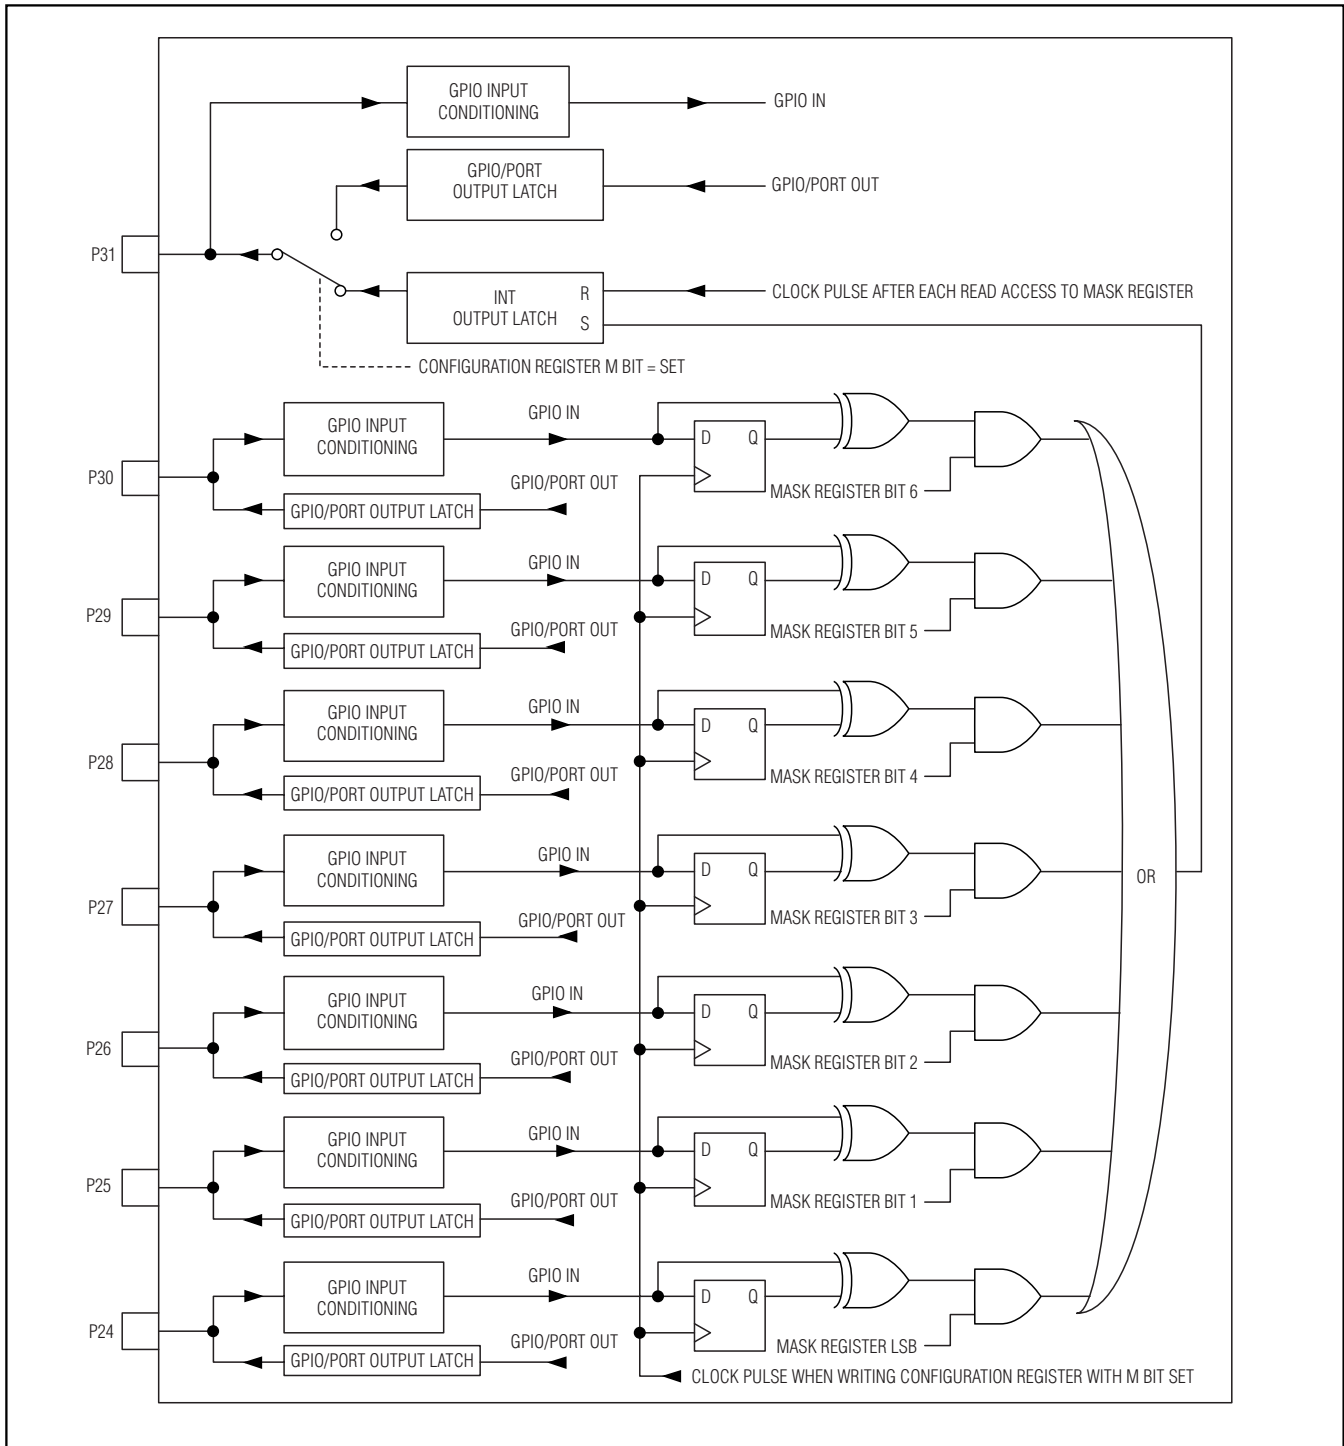 GPIO INPUT
CONDITIONING
GPIO IN
GPIO/PORT
OUTPUT LATCH
GPIO/PORT OUT
P31
INT
OUTPUT LATCH
R
S
CLOCK PULSE AFTER EACH READ ACCESS TO MASK REGISTER
CONFIGURATION REGISTER M BIT = SET
P30
GPIO INPUT
CONDITIONING
GPIO IN
GPIO/PORT OUT
GPIO/PORT OUTPUT LATCH
D Q
MASK REGISTER BIT 6
P29
GPIO INPUT
CONDITIONING
GPIO IN
GPIO/PORT OUT
GPIO/PORT OUTPUT LATCH
D Q
MASK REGISTER BIT 5
P28
GPIO INPUT
CONDITIONING
GPIO IN
GPIO/PORT OUT
GPIO/PORT OUTPUT LATCH
D Q
MASK REGISTER BIT 4
P27
GPIO INPUT
CONDITIONING
GPIO IN
GPIO/PORT OUT
GPIO/PORT OUTPUT LATCH
D Q
MASK REGISTER BIT 3
OR
P26
GPIO INPUT
CONDITIONING
GPIO IN
GPIO/PORT OUT
GPIO/PORT OUTPUT LATCH
D Q
MASK REGISTER BIT 2
P25
GPIO INPUT
CONDITIONING
GPIO IN
GPIO/PORT OUT
GPIO/PORT OUTPUT LATCH
D Q
MASK REGISTER BIT 1
P24
GPIO INPUT
CONDITIONING
GPIO IN
GPIO/PORT OUT
GPIO/PORT OUTPUT LATCH
D Q
MASK REGISTER LSB
CLOCK PULSE WHEN WRITING CONFIGURATION REGISTER WITH M BIT SET